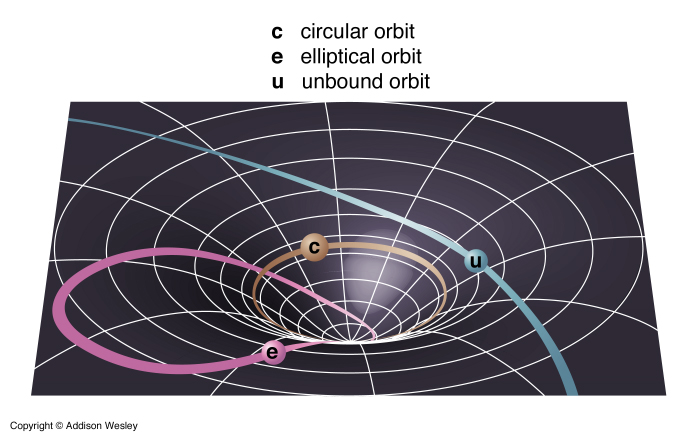 c circular orbit
e elliptical orbit
u unbound orbit
c
u
e
Copyright © Addison Wesley